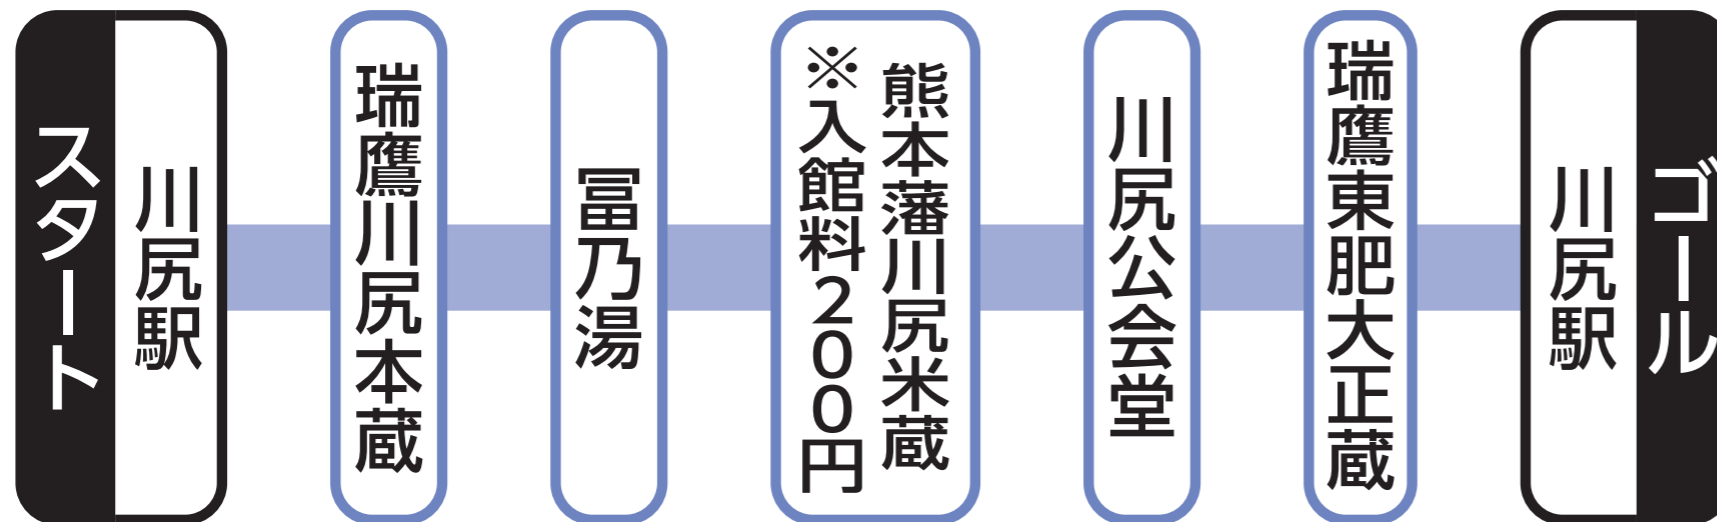 スタート
川尻駅
瑞鷹川尻本蔵
冨乃湯
熊本藩川尻米蔵
※入館料200円
川尻公会堂
瑞鷹東肥大正蔵
ゴール
川尻駅